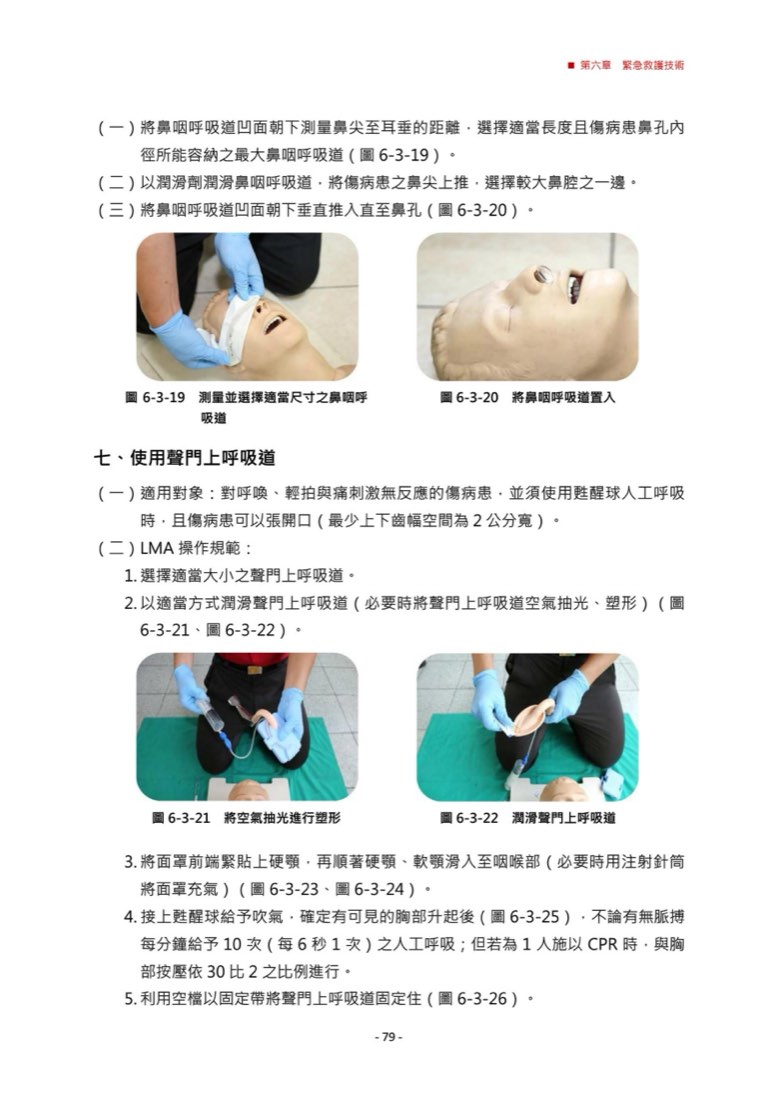 ■ 第六章　緊急救護技術
（一）將鼻咽呼吸道凹面朝下測量鼻尖至耳垂的距離，選擇適當長度且傷病患鼻孔內
徑所能容納之最大鼻咽呼吸道（圖 6-3-19）。
（二）以潤滑劑潤滑鼻咽呼吸道，將傷病患之鼻尖上推，選擇較大鼻腔之一邊。
（三）將鼻咽呼吸道凹面朝下垂直推入直至鼻孔（圖 6-3-20）。
圖 6-3-19　測量並選擇適當尺寸之鼻咽呼
吸道
圖 6-3-20　將鼻咽呼吸道置入
七、使用聲門上呼吸道
（一）適用對象：對呼喚、輕拍與痛刺激無反應的傷病患，並須使用甦醒球人工呼吸
時，且傷病患可以張開口（最少上下齒幅空間為 2 公分寬）。
（二）LMA 操作規範：
1. 選擇適當大小之聲門上呼吸道。
2. 以適當方式潤滑聲門上呼吸道（必要時將聲門上呼吸道空氣抽光、塑形）（圖
6-3-21、圖 6-3-22）。
圖 6-3-21　將空氣抽光進行塑形
圖 6-3-22　潤滑聲門上呼吸道
3. 將面罩前端緊貼上硬顎，再順著硬顎、軟顎滑入至咽喉部（必要時用注射針筒
將面罩充氣）（圖 6-3-23、圖 6-3-24）。
4. 接上甦醒球給予吹氣，確定有可見的胸部升起後（圖 6-3-25），不論有無脈搏
每分鐘給予 10 次（每 6 秒 1 次）之人工呼吸；但若為 1 人施以 CPR 時，與胸
部按壓依 30 比 2 之比例進行。
5. 利用空檔以固定帶將聲門上呼吸道固定住（圖 6-3-26）。
- 79 -